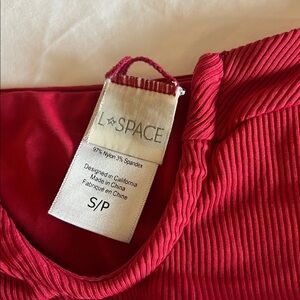 L*SPACE
97% Nylon 3% Spandex
Designed in California
Made in China
Fabriqué en Chine
S/P